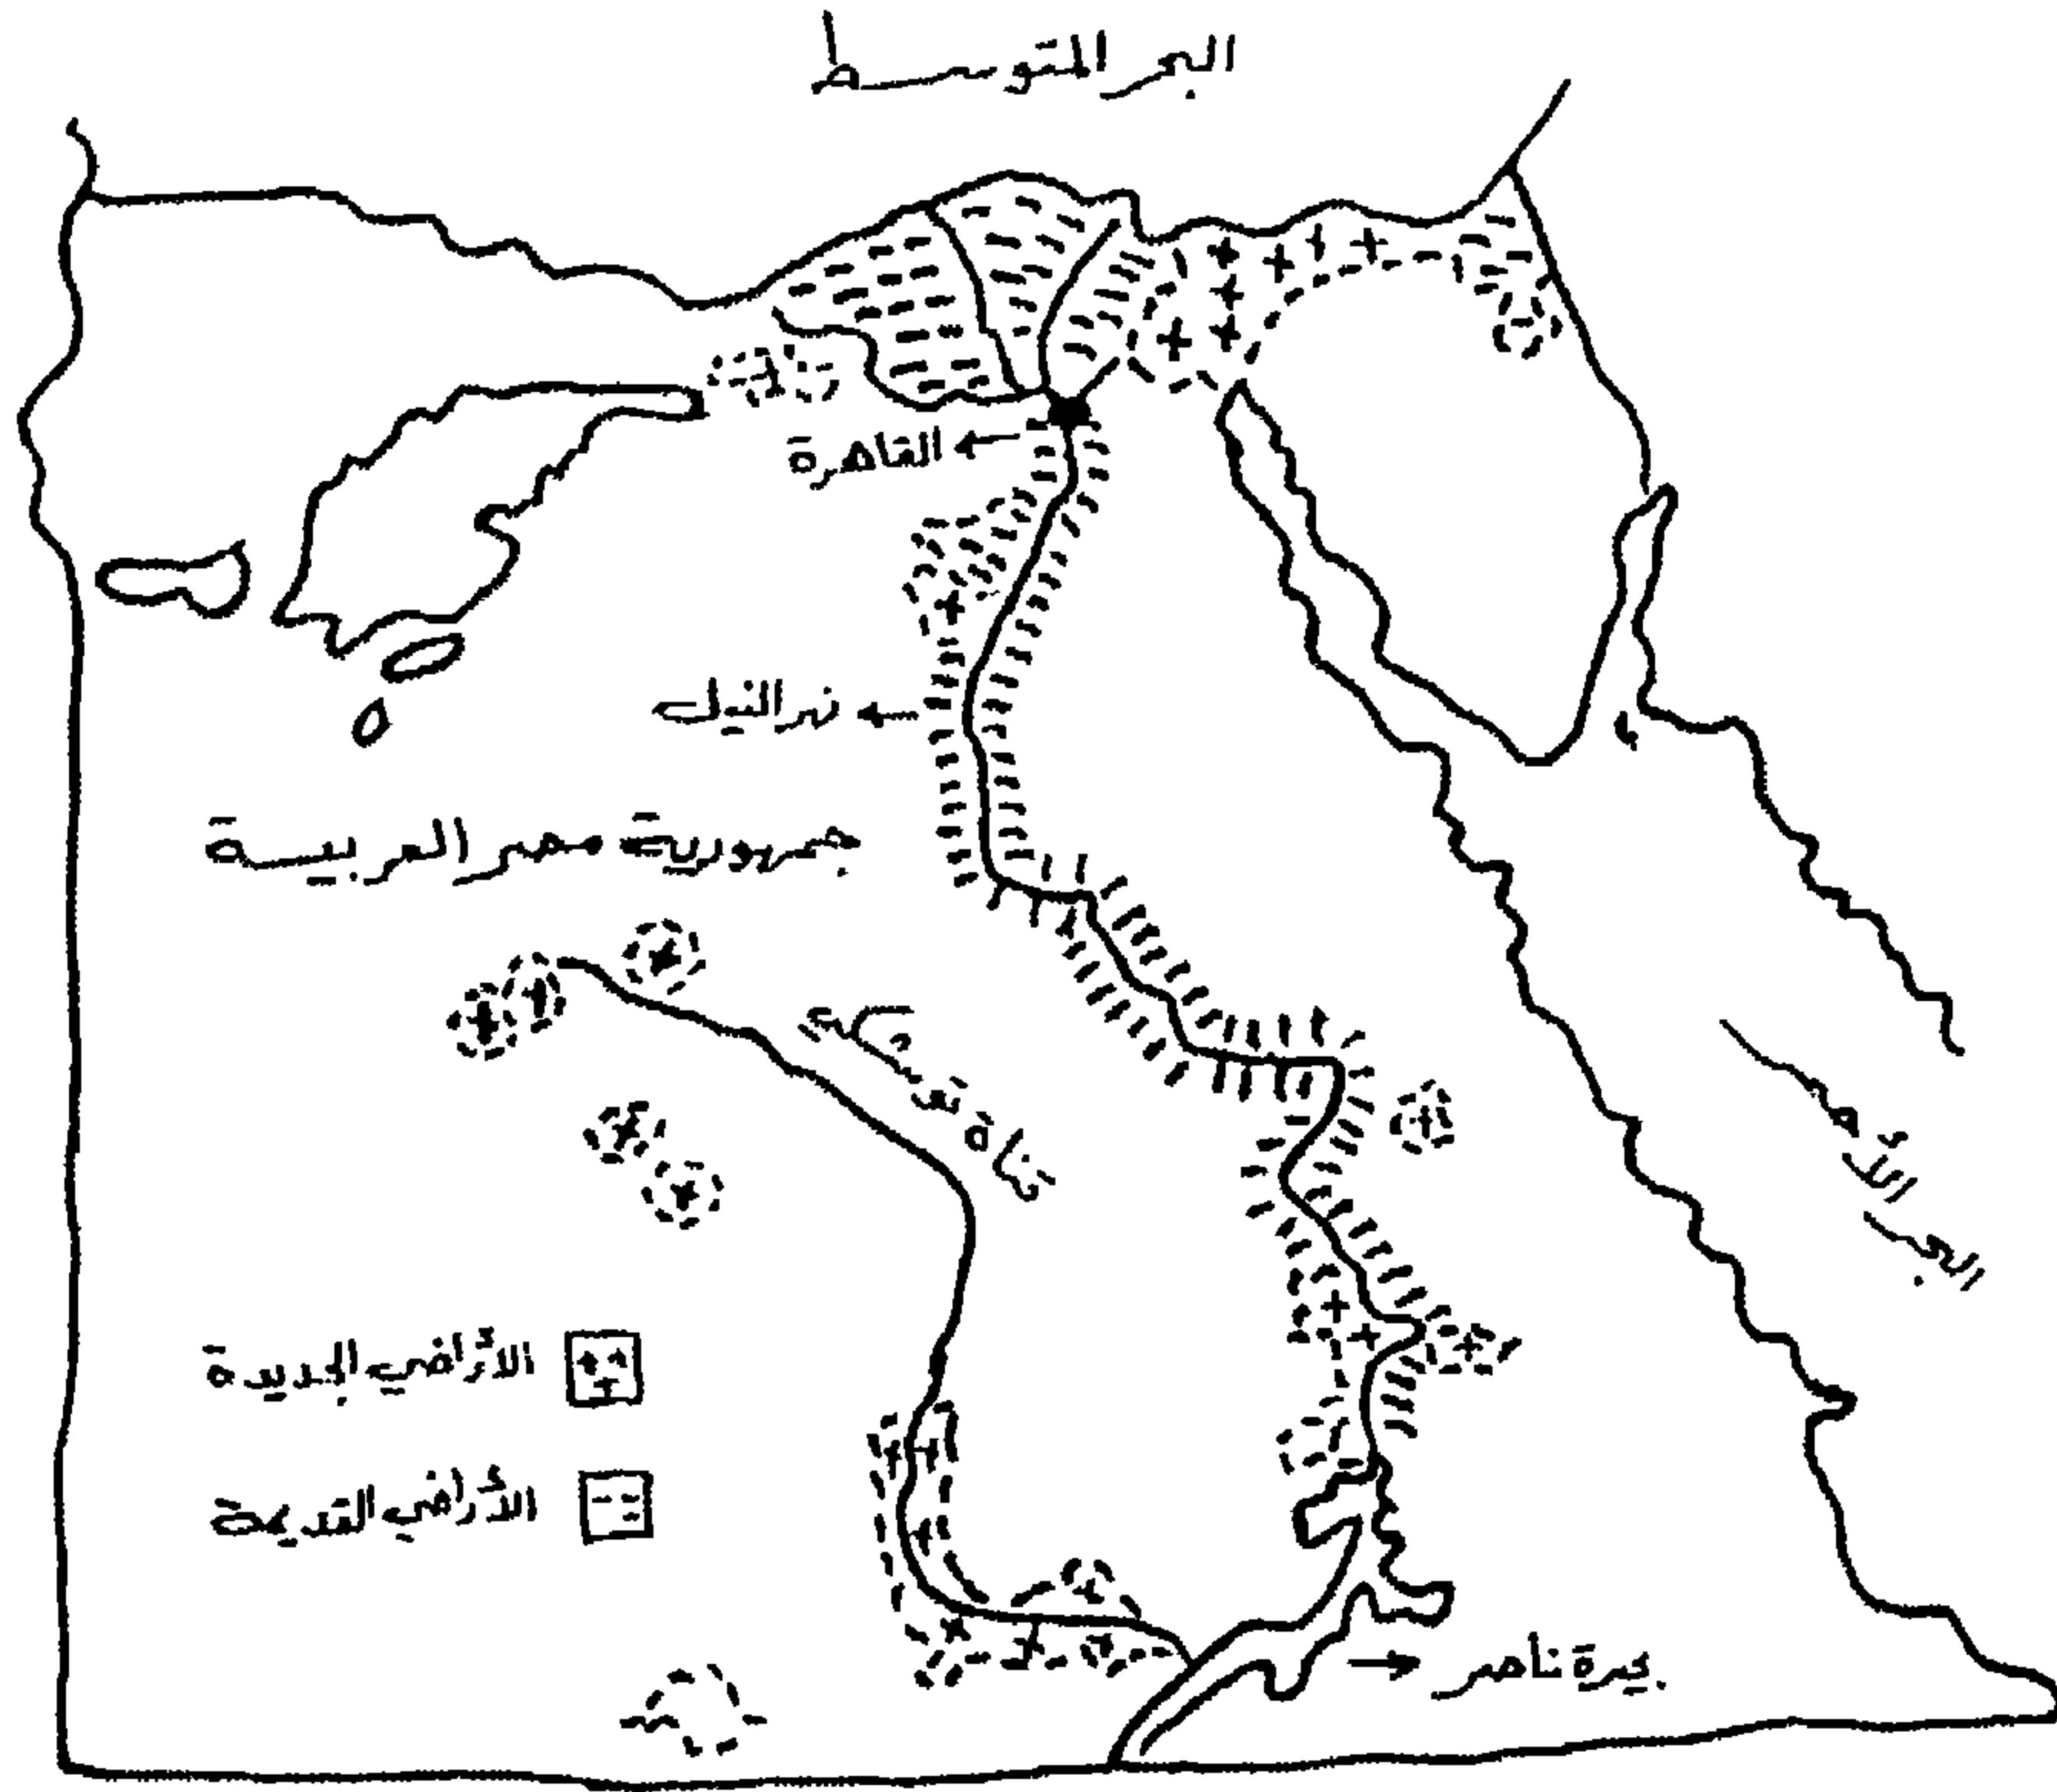 البحر المتوسط
القاهرة
نهر النيل
جمهورية مصر العربية
قناة توشكى
البحر الأحمر
الأراضي الجديدة
الأراضي القديمة
بحيرة ناصر